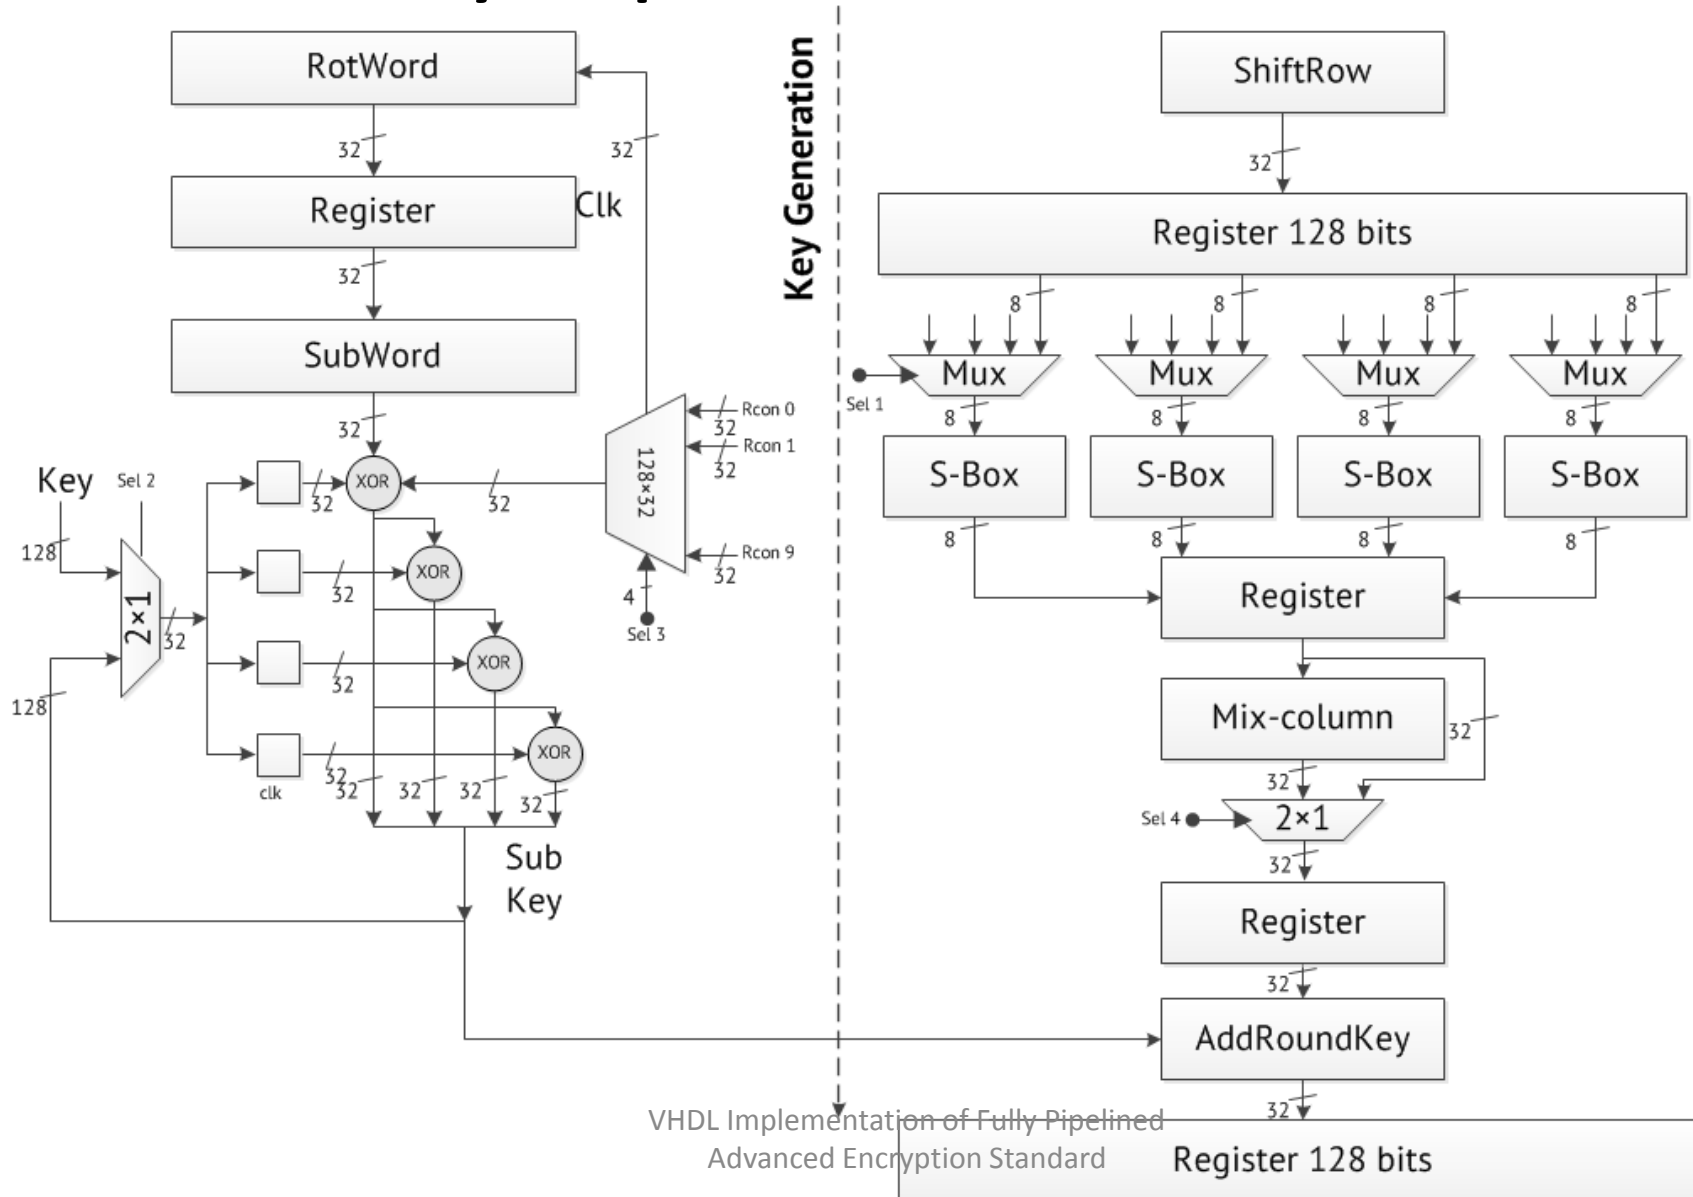 RotWord
32
32
Register
Clk
32
SubWord
32
Rcon 0
32
Rcon 1
32
128×32
Rcon 9
32
4
Sel 3
Key
Sel 2
128
2×1
32
128
XOR
32
32
XOR
32
XOR
32
XOR
32
clk
32
32
32
32
Sub
Key
Key Generation
ShiftRow
32
Register 128 bits
8
8
8
8
Mux
Mux
Mux
Mux
Sel 1
8
8
8
8
S-Box
S-Box
S-Box
S-Box
8
8
8
8
Register
Mix-column
32
32
Sel 4
2×1
32
Register
32
AddRoundKey
32
VHDL Implementation of Fully Pipelined
Advanced Encryption Standard
Register 128 bits